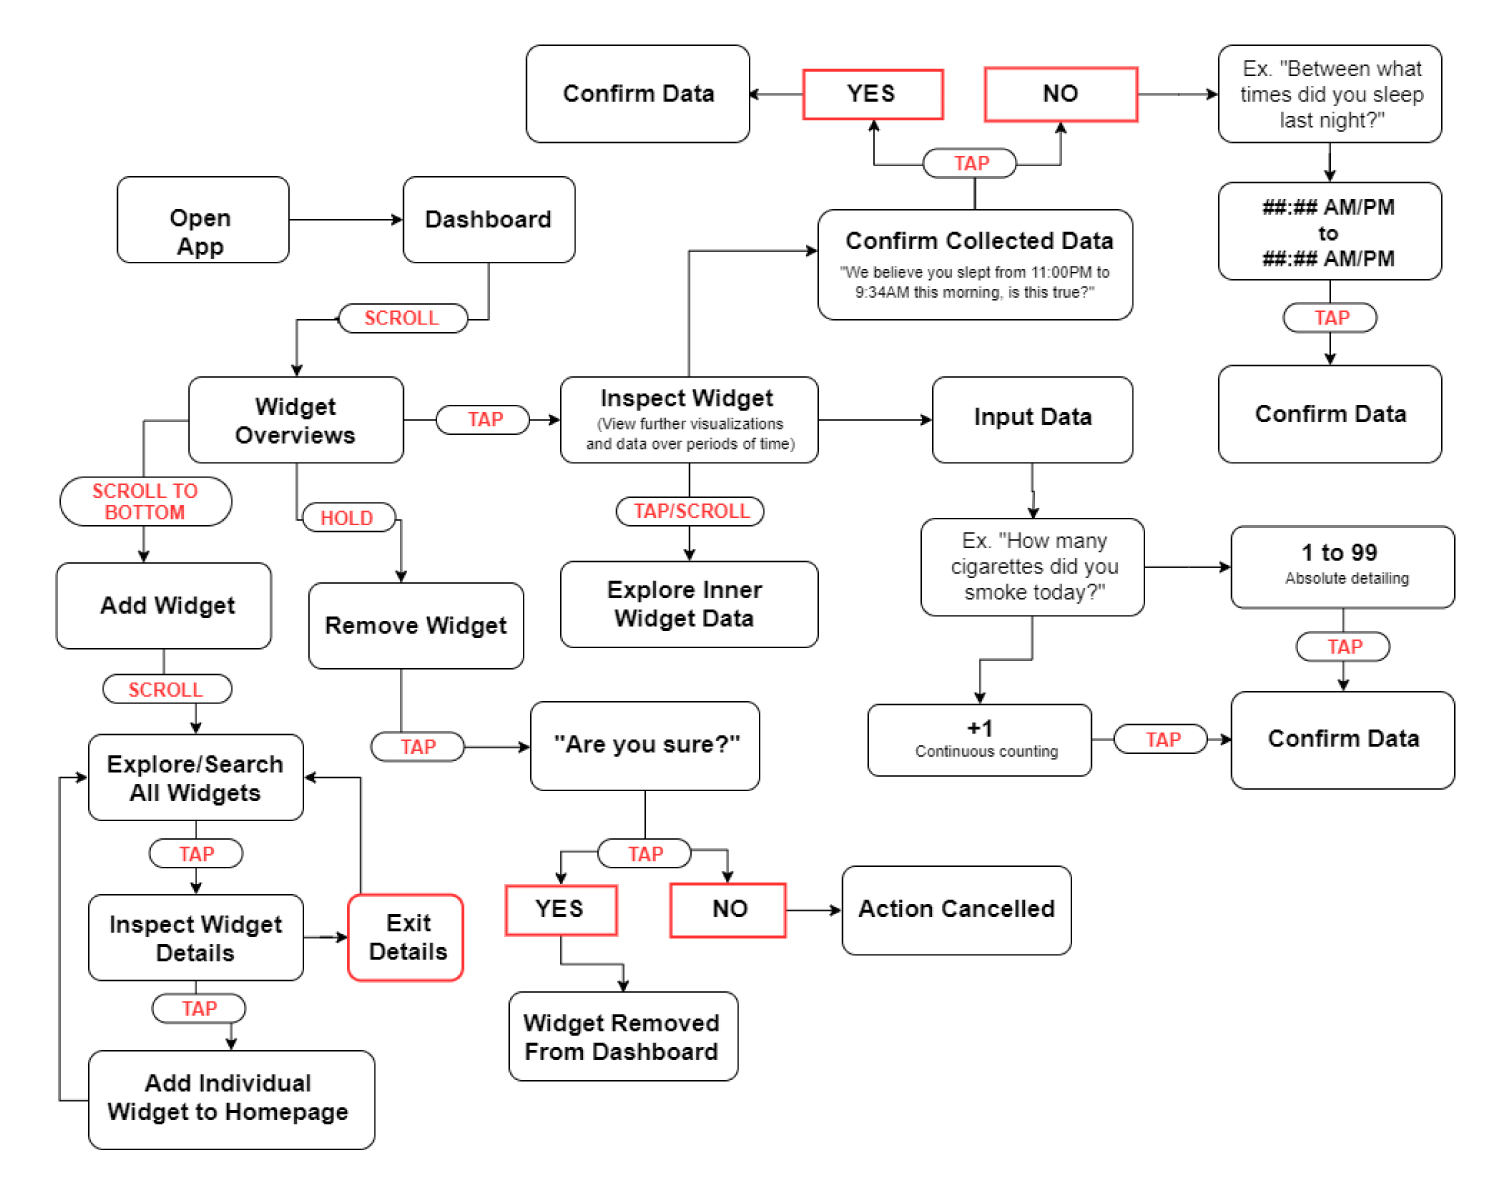 Confirm Data
YES
NO
Ex. "Between what
times did you sleep
last night?"
TAP
Open
App
Dashboard
##:## AM/PM
to
##:## AM/PM
Confirm Collected Data
"We believe you slept from 11:00PM to
9:34AM this morning, is this true?"
SCROLL
TAP
Widget
Overviews
TAP
Inspect Widget
(View further visualizations
and data over periods of time)
Input Data
Confirm Data
SCROLL TO
BOTTOM
HOLD
TAP/SCROLL
Ex. "How many
cigarettes did you
smoke today?"
1 to 99
Absolute detailing
Add Widget
Remove Widget
Explore Inner
Widget Data
TAP
SCROLL
TAP
"Are you sure?"
+1
Continuous counting
TAP
Confirm Data
Explore/Search
All Widgets
TAP
TAP
YES
NO
Action Cancelled
Inspect Widget
Details
Exit
Details
TAP
Widget Removed
From Dashboard
Add Individual
Widget to Homepage